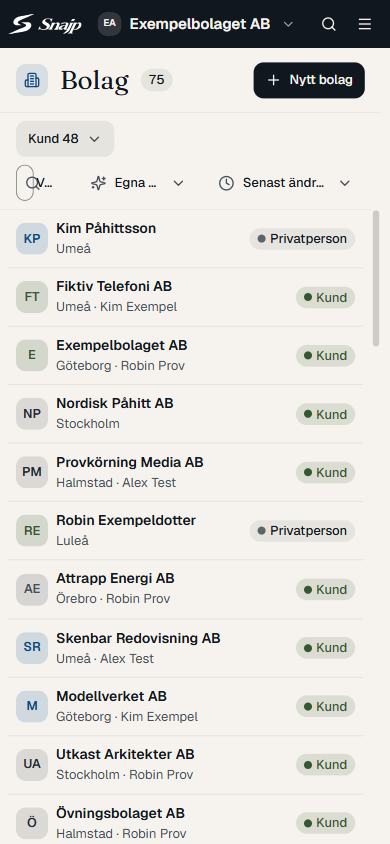 Snajp EA Exempelbolaget AB
Bolag 75 Nytt bolag
Kund 48
V... Egna ... Senast ändr...
KP Kim Påhittsson Privatperson
Umeå
FT Fiktiv Telefoni AB Kund
Umeå · Kim Exempel
E Exempelbolaget AB Kund
Göteborg · Robin Prov
NP Nordisk Påhitt AB Kund
Stockholm
PM Provkörning Media AB Kund
Halmstad · Alex Test
RE Robin Exempeldotter Privatperson
Luleå
AE Attrapp Energi AB Kund
Örebro · Robin Prov
SR Skenbar Redovisning AB Kund
Umeå · Alex Test
M Modellverket AB Kund
Göteborg · Kim Exempel
UA Utkast Arkitekter AB Kund
Stockholm · Robin Prov
Ö Övningsbolaget AB Kund
Halmstad · Robin Prov